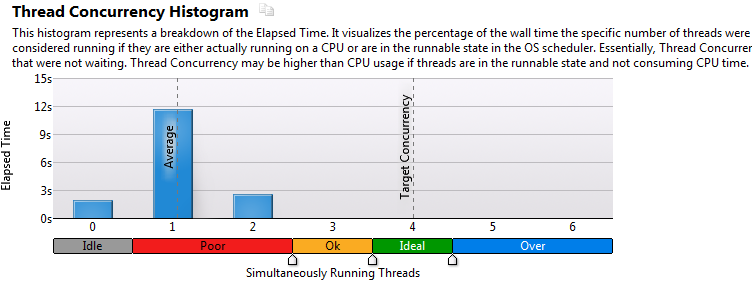 Thread Concurrency Histogram
This histogram represents a breakdown of the Elapsed Time. It visualizes the percentage of the wall time the specific number of threads were
considered running if they are either actually running on a CPU or are in the runnable state in the OS scheduler. Essentially, Thread Concurrer
that were not waiting. Thread Concurrency may be higher than CPU usage if threads are in the runnable state and not consuming CPU time.
15s
12s
9s
6s
3s
0s
Elapsed Time
Average
Target Concurrency
0 1 2 3 4 5 6
Idle Poor Ok Ideal Over
Simultaneously Running Threads